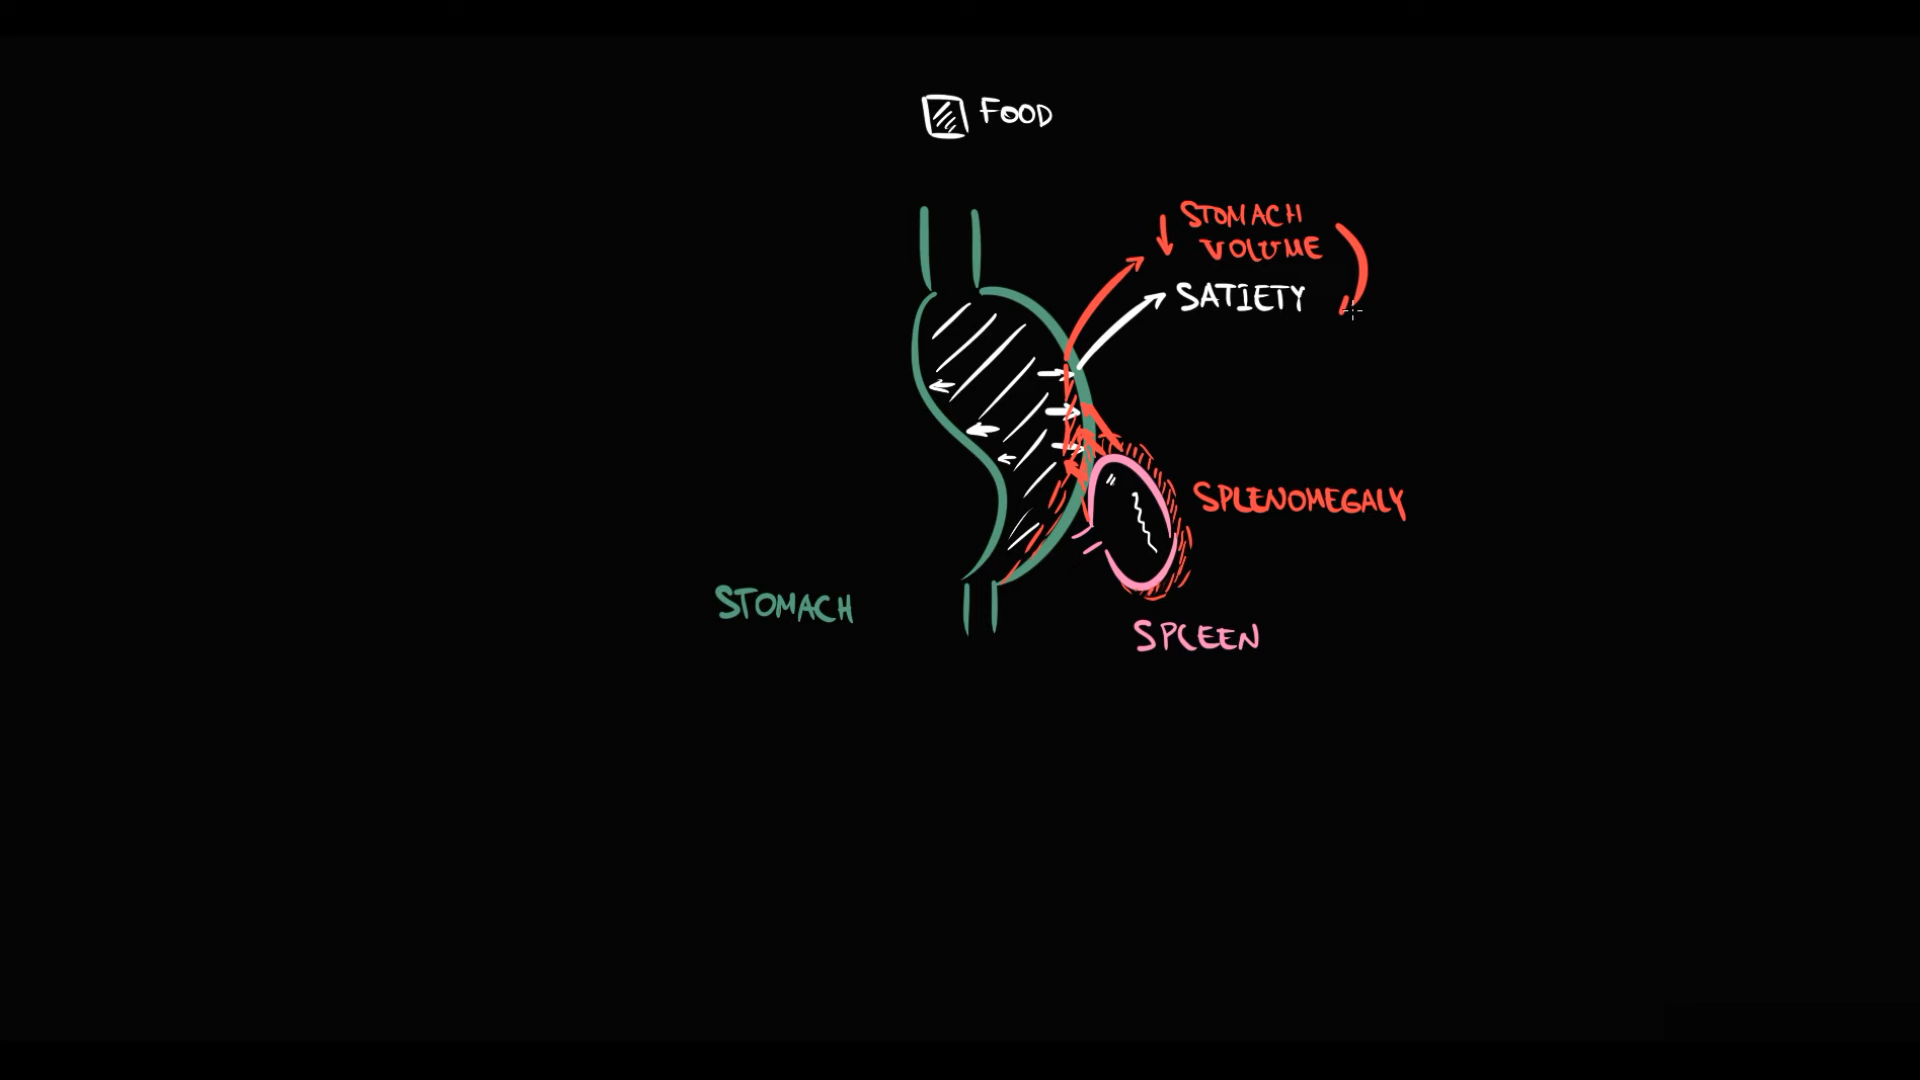 FOOD
↓ STOMACH
VOLUME
SATIETY
SPLENOMEGALY
STOMACH
SPLEEN